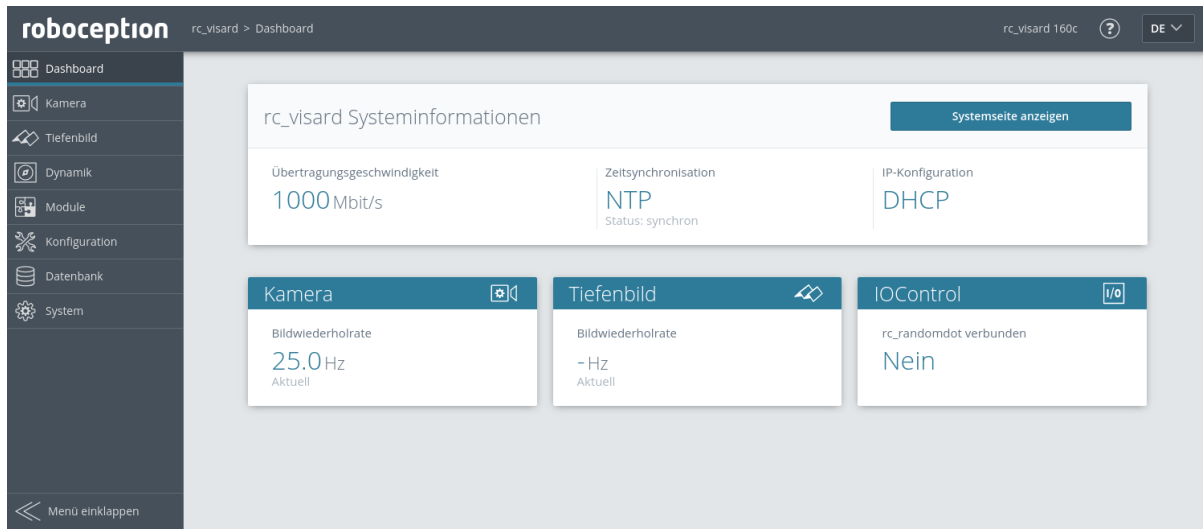 roboception
rc_visard > Dashboard
rc_visard 160c
?
DE
Dashboard
Kamera
Tiefenbild
Dynamik
Module
Konfiguration
Datenbank
System
Menü einklappen
rc_visard Systeminformationen
Systemseite anzeigen
Übertragungsgeschwindigkeit
1000 Mbit/s
Zeitsynchronisation
NTP
Status: synchron
IP-Konfiguration
DHCP
Kamera
Bildwiederholrate
25.0 Hz
Aktuell
Tiefenbild
Bildwiederholrate
- Hz
Aktuell
IOControl
I/O
rc_randomdot verbunden
Nein